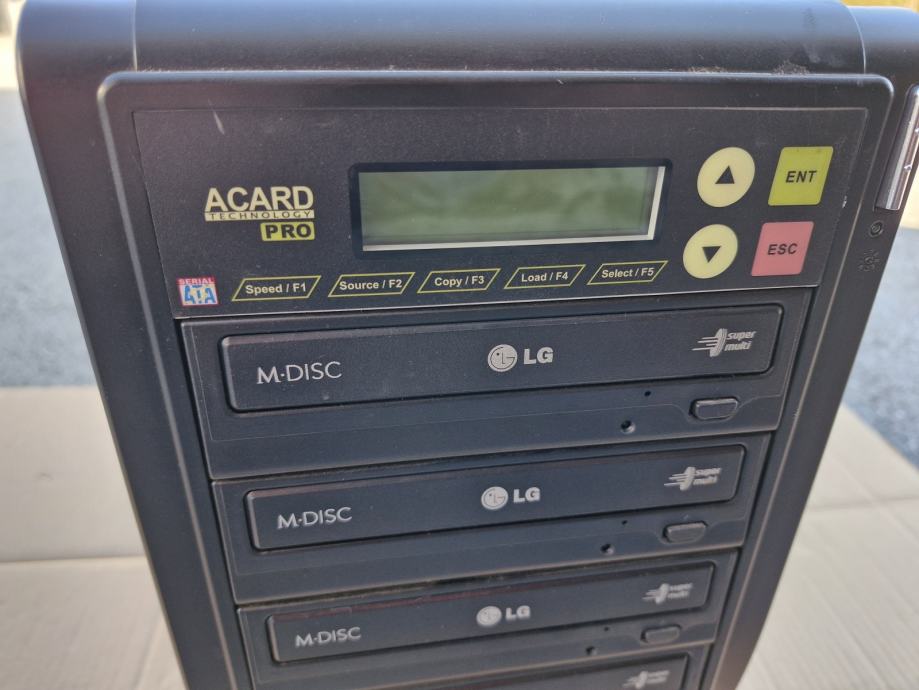 ACARD
TECHNOLOGY
PRO
ENT
ESC
SERIAL
ATA
Speed / F1
Source / F2
Copy / F3
Load / F4
Select / F5
M-DISC
LG
super
multi
M-DISC
LG
super
multi
M-DISC
LG
super
multi
super